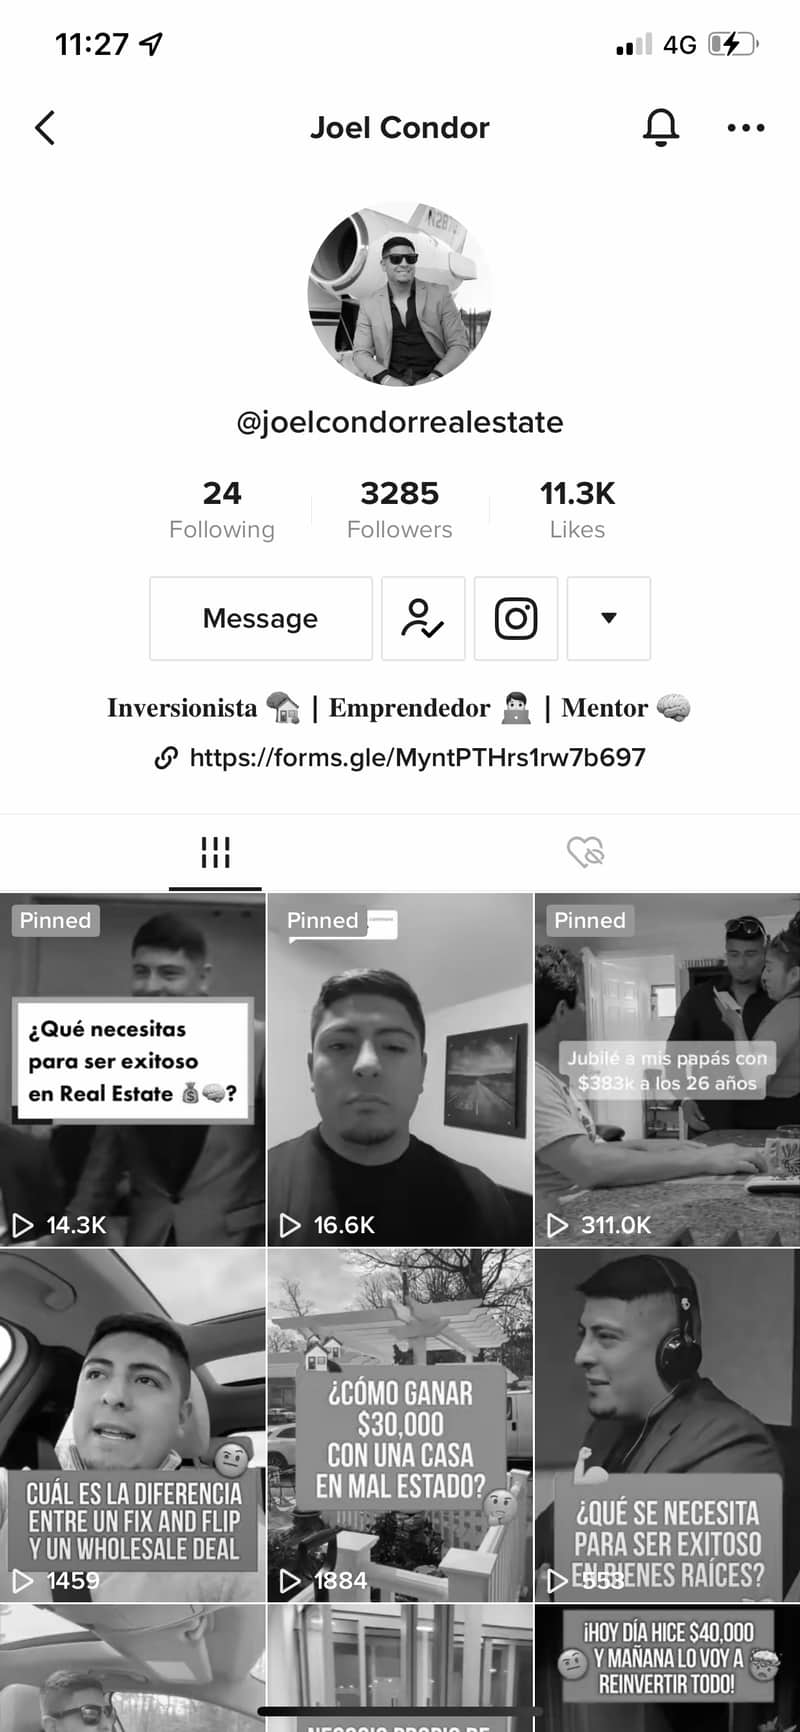 11:27
4G
Joel Condor
N281
@joelcondorrealestate
24
3285
11.3K
Following
Followers
Likes
Message
Inversionista 🏡 | Emprendedor 🧑‍💻 | Mentor 🧠
https://forms.gle/MyntPTHrs1rw7b697
Pinned
¿Qué necesitas
para ser exitoso
en Real Estate 💰🧠?
14.3K
Pinned
16.6K
Pinned
Jubilé a mis papás con
$383k a los 26 años
311.0K
CUÁL ES LA DIFERENCIA
ENTRE UN FIX AND FLIP
Y UN WHOLESALE DEAL
1459
¿CÓMO GANAR
$30,000
CON UNA CASA
EN MAL ESTADO?
1884
¿QUÉ SE NECESITA
PARA SER EXITOSO
EN BIENES RAÍCES?
553
NEGOCIO PROPIO DE
¡HOY DÍA HICE $40,000
Y MAÑANA LO VOY A
REINVERTIR TODO!